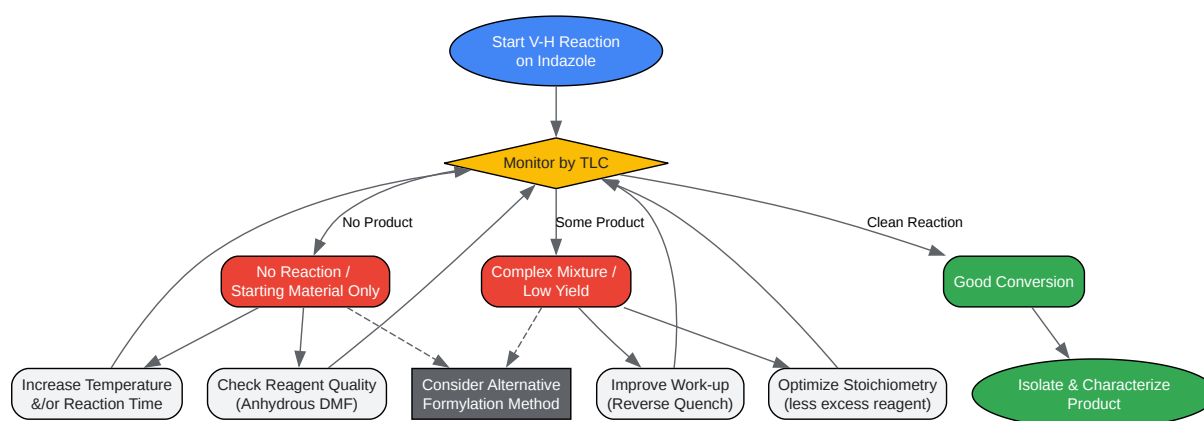 Start V-H Reaction
on Indazole
Monitor by TLC
No Product
Some Product
Clean Reaction
No Reaction /
Starting Material Only
Complex Mixture /
Low Yield
Good Conversion
Increase Temperature
&/or Reaction Time
Check Reagent Quality
(Anhydrous DMF)
Consider Alternative
Formylation Method
Improve Work-up
(Reverse Quench)
Optimize Stoichiometry
(less excess reagent)
Isolate & Characterize
Product